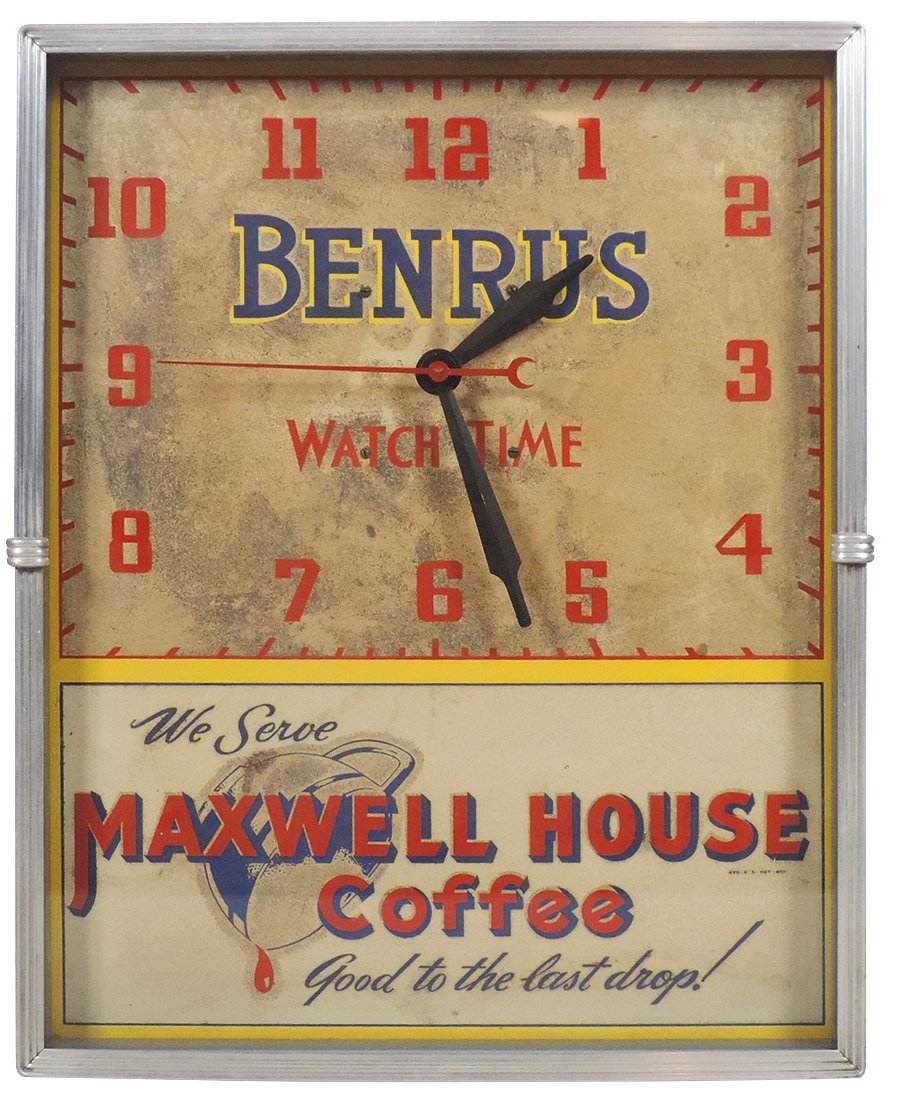 11 12 1
10 2
BENRUS
9 3
WATCH TIME
8 4
7 6 5
We Serve
MAXWELL HOUSE
Coffee
Good to the last drop!